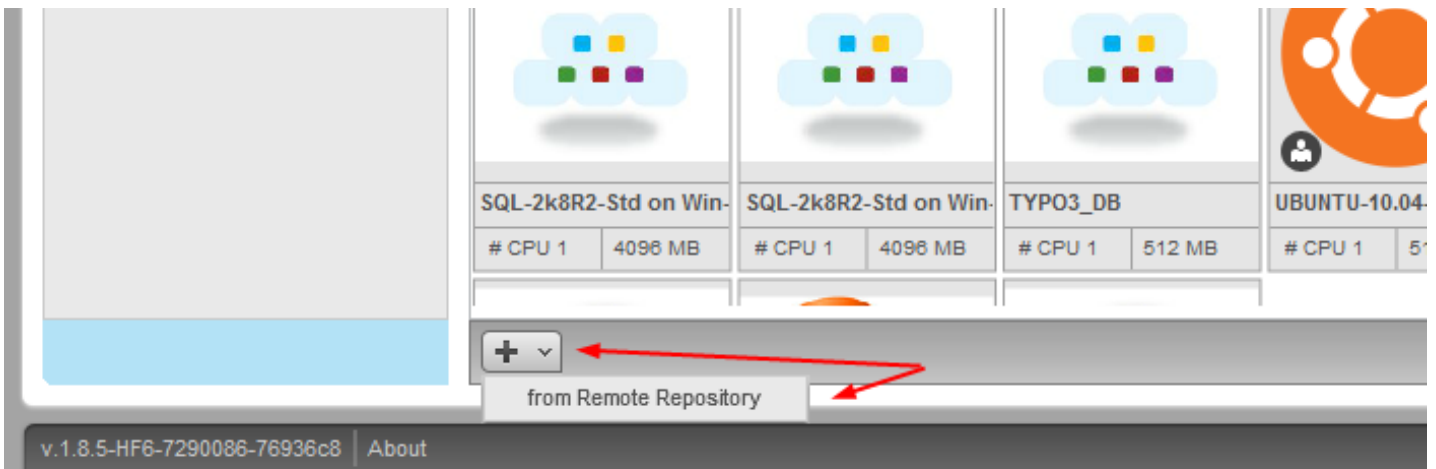 SQL-2k8R2-Std on Win-
SQL-2k8R2-Std on Win-
TYPO3_DB
UBUNTU-10.04-
# CPU 1
4096 MB
# CPU 1
4096 MB
# CPU 1
512 MB
# CPU 1
51
from Remote Repository
v.1.8.5-HF6-7290086-76936c8
About